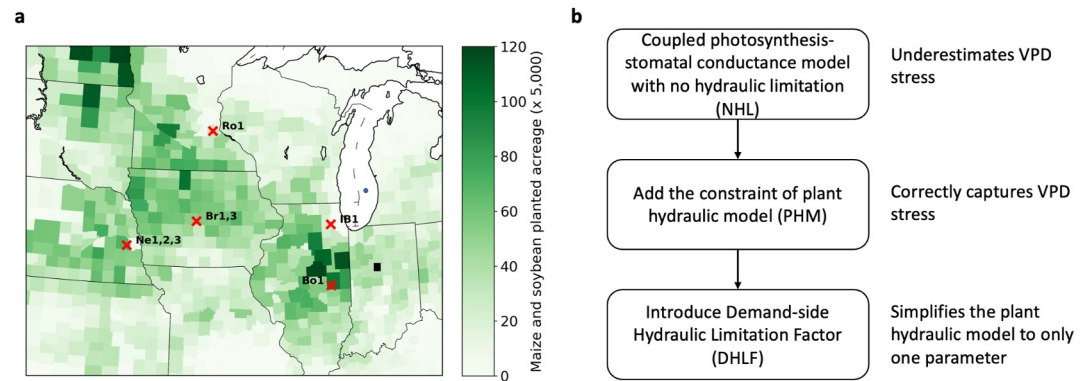 a
Ro1
Br1,3
IB1
Ne1,2,3
Bo1
120
100
80
60
40
20
0
Maize and soybean planted acreage (x 5,000)
b
Coupled photosynthesis-
stomatal conductance model
with no hydraulic limitation
(NHL)
Underestimates VPD
stress
Add the constraint of plant
hydraulic model (PHM)
Correctly captures VPD
stress
Introduce Demand-side
Hydraulic Limitation Factor
(DHLF)
Simplifies the plant
hydraulic model to only
one parameter